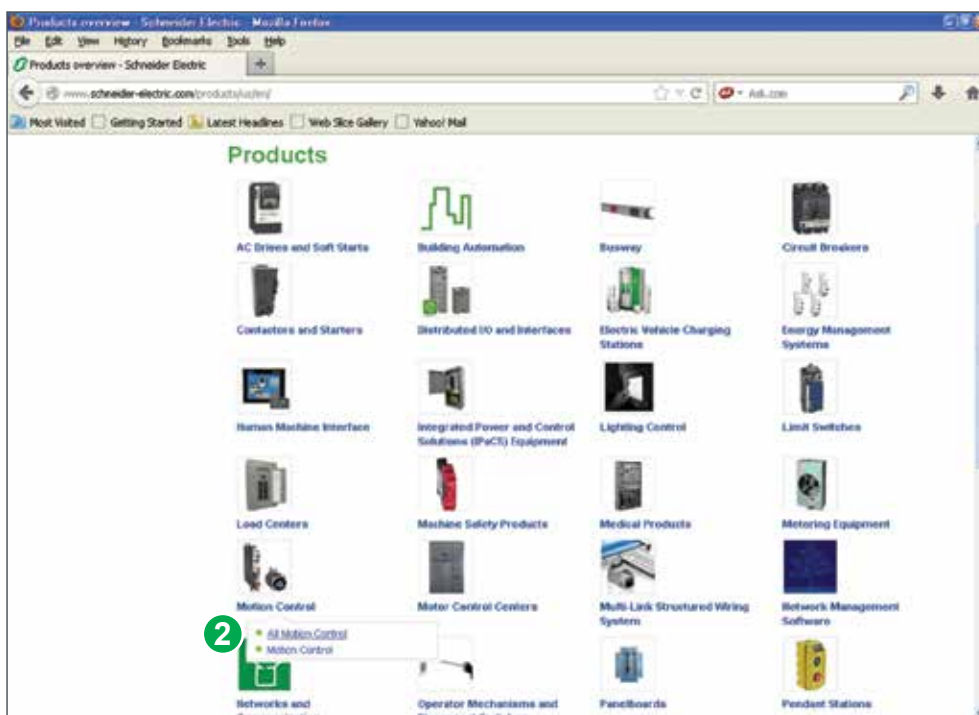 Products overview - Schneider Electric - Mozilla Firefox
File Edit View History Bookmarks Tools Help
Products overview - Schneider Electric +
www.schneider-electric.com/products/us/en/
Ask.com
Most Visited Getting Started Latest Headlines Web Slice Gallery Yahoo! Mail
Products
AC Drives and Soft Starts
Building Automation
Busway
Circuit Breakers
Contactors and Starters
Distributed I/O and Interfaces
Electric Vehicle Charging
Stations
Energy Management
Systems
Human Machine Interface
Integrated Power and Control
Solutions (IPaCS) Equipment
Lighting Control
Limit Switches
Load Centers
Machine Safety Products
Medical Products
Metering Equipment
Motion Control
Motor Control Centers
Multi-Link Structured Wiring
System
Network Management
Software
2
All Motion Control
Motion Control
Networks and
Operator Mechanisms and
Panelboards
Pendant Stations